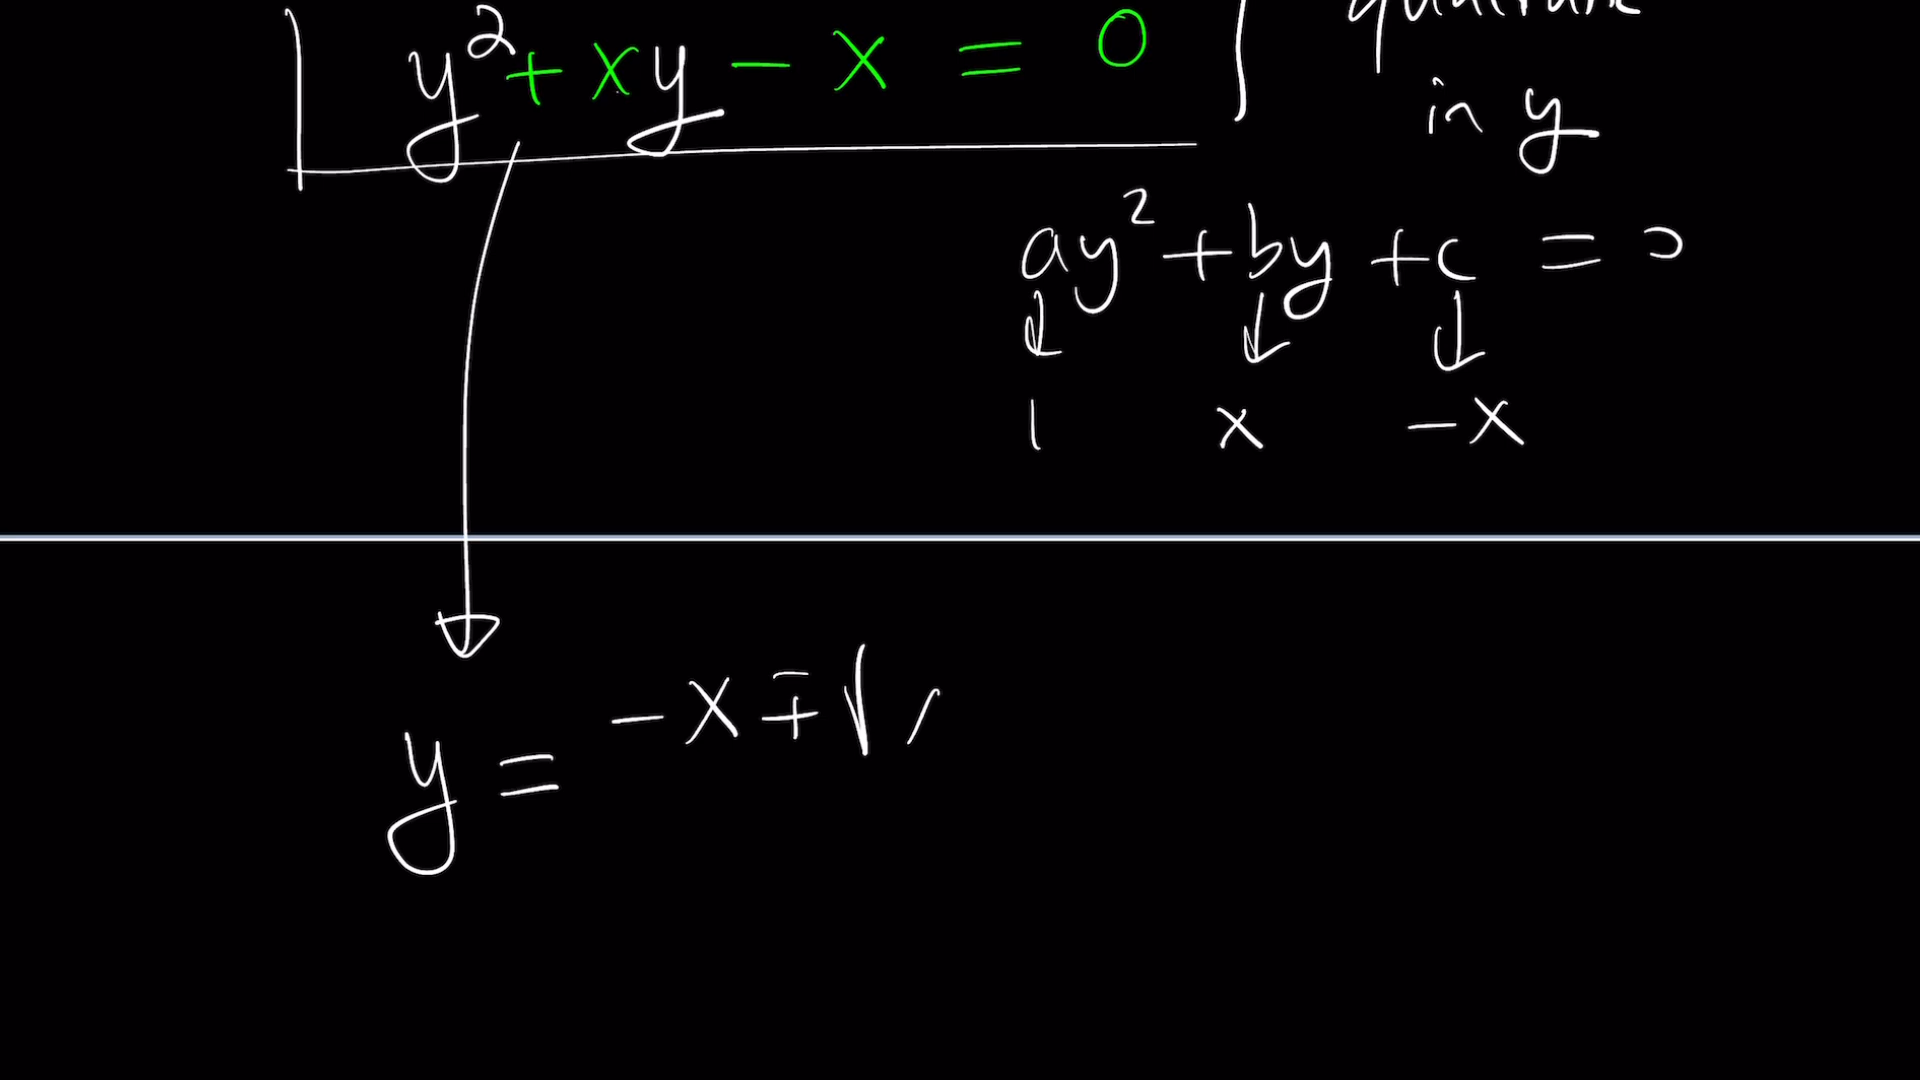 y² + xy - x = 0
in y
ay² + by + c = 0
1 x -x
y = -x ∓ √